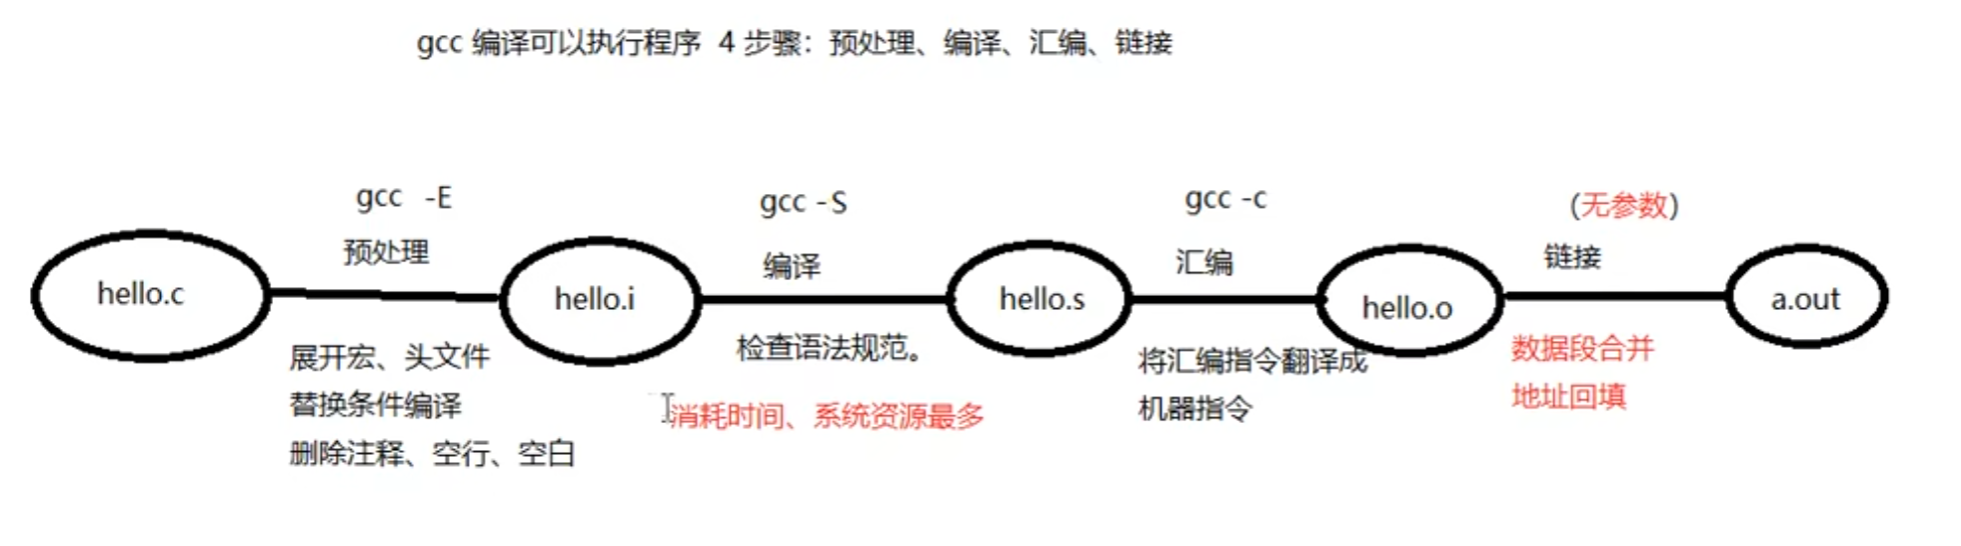 gcc 编译可以执行程序 4 步骤：预处理、编译、汇编、链接
gcc -E
gcc -S
gcc -c
(无参数)
预处理
编译
汇编
链接
hello.c
hello.i
hello.s
hello.o
a.out
展开宏、头文件
替换条件编译
删除注释、空行、空白
检查语法规范。
消耗时间、系统资源最多
将汇编指令翻译成
机器指令
数据段合并
地址回填